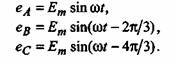 e_A = E_m sin ωt,
e_B = E_m sin(ωt − 2π/3),
e_C = E_m sin(ωt − 4π/3).